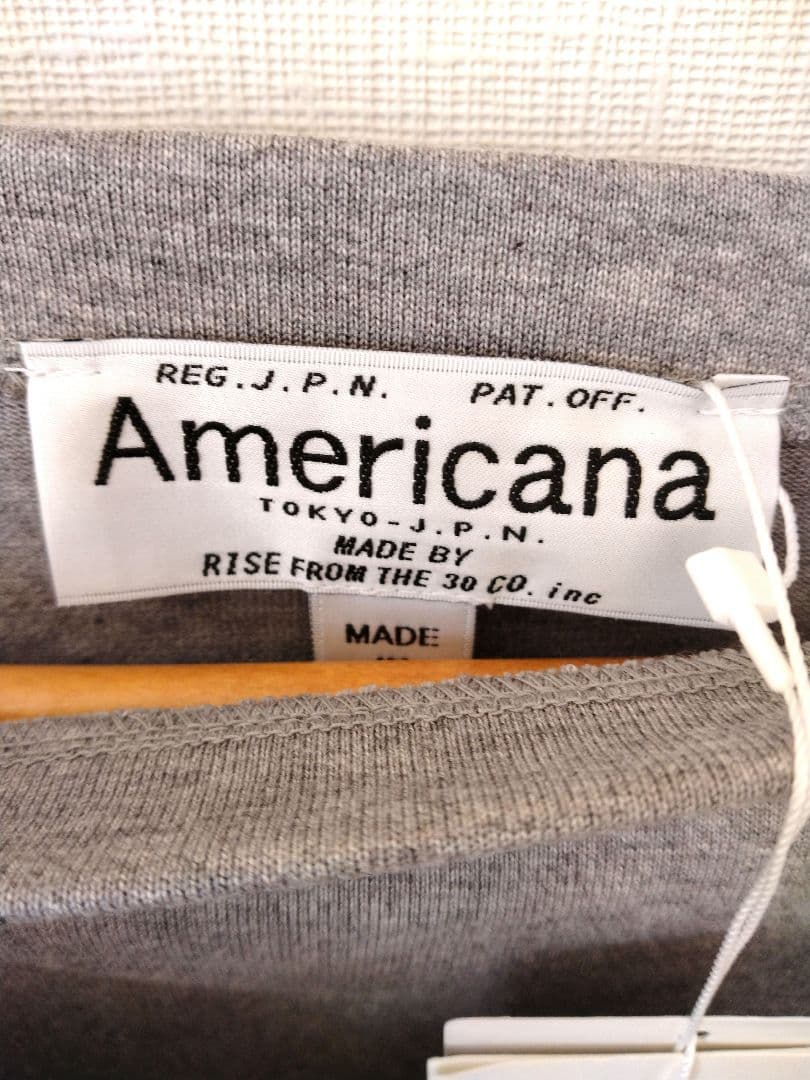 REG.J.P.N. PAT.OFF.
Americana
TOKYO-J.P.N.
MADE BY
RISE FROM THE 30 CO. inc
MADE